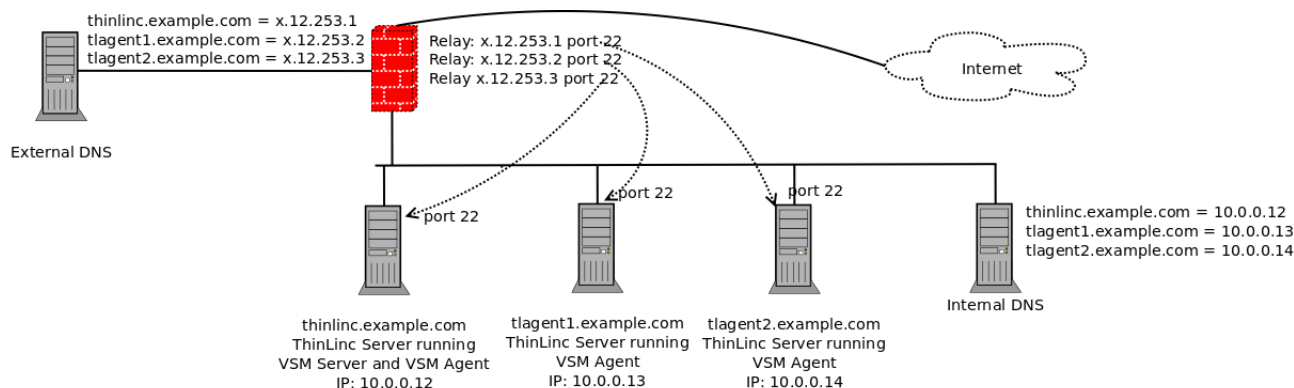 thinlinc.example.com = x.12.253.1
tlagent1.example.com = x.12.253.2
tlagent2.example.com = x.12.253.3
Relay: x.12.253.1 port 22
Relay: x.12.253.2 port 22
Relay x.12.253.3 port 22
Internet
External DNS
port 22
port 22
port 22
thinlinc.example.com = 10.0.0.12
tlagent1.example.com = 10.0.0.13
tlagent2.example.com = 10.0.0.14
Internal DNS
thinlinc.example.com
ThinLinc Server running
VSM Server and VSM Agent
IP: 10.0.0.12
tlagent1.example.com
ThinLinc Server running
VSM Agent
IP: 10.0.0.13
tlagent2.example.com
ThinLinc Server running
VSM Agent
IP: 10.0.0.14